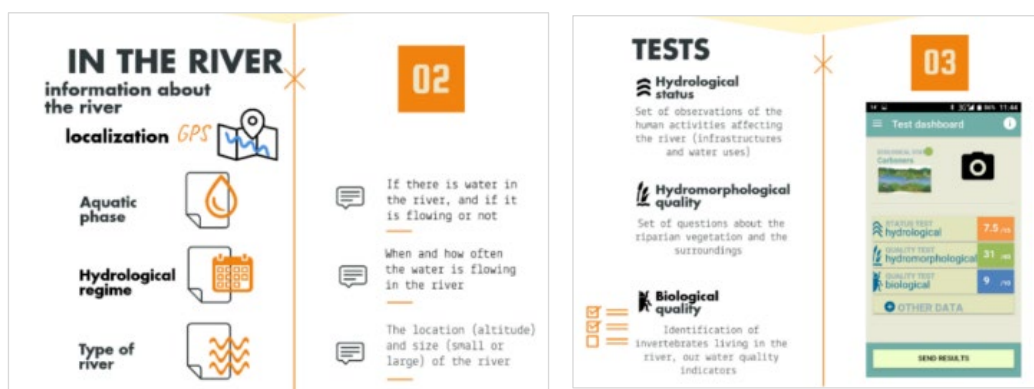 IN THE RIVER
information about
the river
localization GPS
Aquatic
phase
Hydrological
regime
Type of
river
02
If there is water in
the river, and if it
is flowing or not
When and how often
the water is flowing
in the river
The location (altitude)
and size (small or
large) of the river
TESTS
Hydrological
status
Set of observations of the
human activities affecting
the river (infrastructures
and water uses)
Hydromorphological
quality
Set of questions about the
riparian vegetation and the
surroundings
Biological
quality
Identification of
invertebrates living in the
river, our water quality
indicators
03
11:44
Test dashboard
Carboners
STATUS TEST
hydrological 7.5
QUALITY TEST
hydromorphological 31
QUALITY TEST
biological 9 /10
OTHER DATA
SEND RESULTS